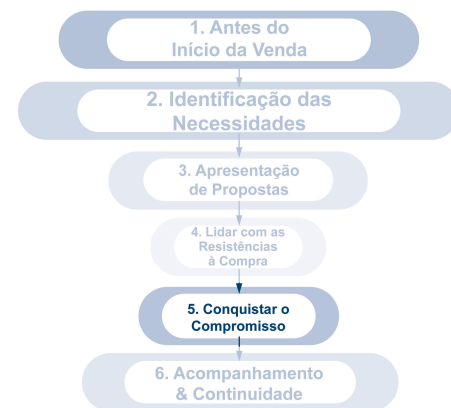 1. Antes do
Início da Venda
2. Identificação das
Necessidades
3. Apresentação
de Propostas
4. Lidar com as
Resistências
à Compra
5. Conquistar o
Compromisso
6. Acompanhamento
& Continuidade